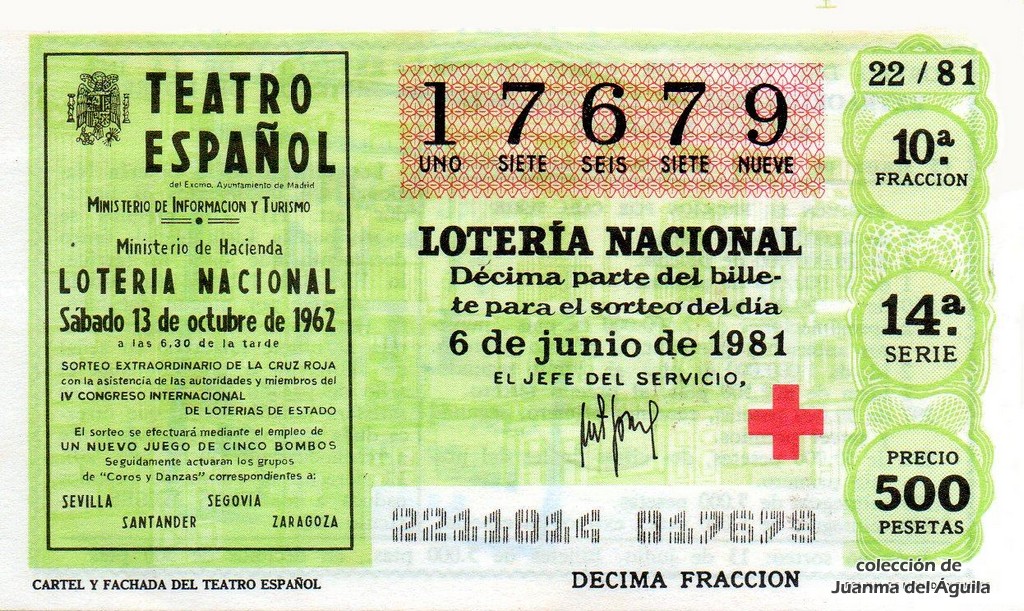 TEATRO
ESPAÑOL
del Excmo. Ayuntamiento de Madrid
MINISTERIO DE INFORMACION Y TURISMO
Ministerio de Hacienda
LOTERIA NACIONAL
Sábado 13 de octubre de 1962
a las 6,30 de la tarde
SORTEO EXTRAORDINARIO DE LA CRUZ ROJA
con la asistencia de las autoridades y miembros del
IV CONGRESO INTERNACIONAL
DE LOTERIAS DE ESTADO
El sorteo se efectuará mediante el empleo de
UN NUEVO JUEGO DE CINCO BOMBOS
Seguidamente actuaran los grupos
de "Coros y Danzas" correspondientes a:
SEVILLA SEGOVIA
SANTANDER ZARAGOZA
CARTEL Y FACHADA DEL TEATRO ESPAÑOL
1 7 6 7 9
UNO SIETE SEIS SIETE NUEVE
LOTERÍA NACIONAL
Décima parte del bille-
te para el sorteo del día
6 de junio de 1981
EL JEFE DEL SERVICIO,
2211014 017679
DECIMA FRACCION
22 / 81
10ª.
FRACCION
14ª.
SERIE
PRECIO
500
PESETAS
colección de
Juanma del Águila